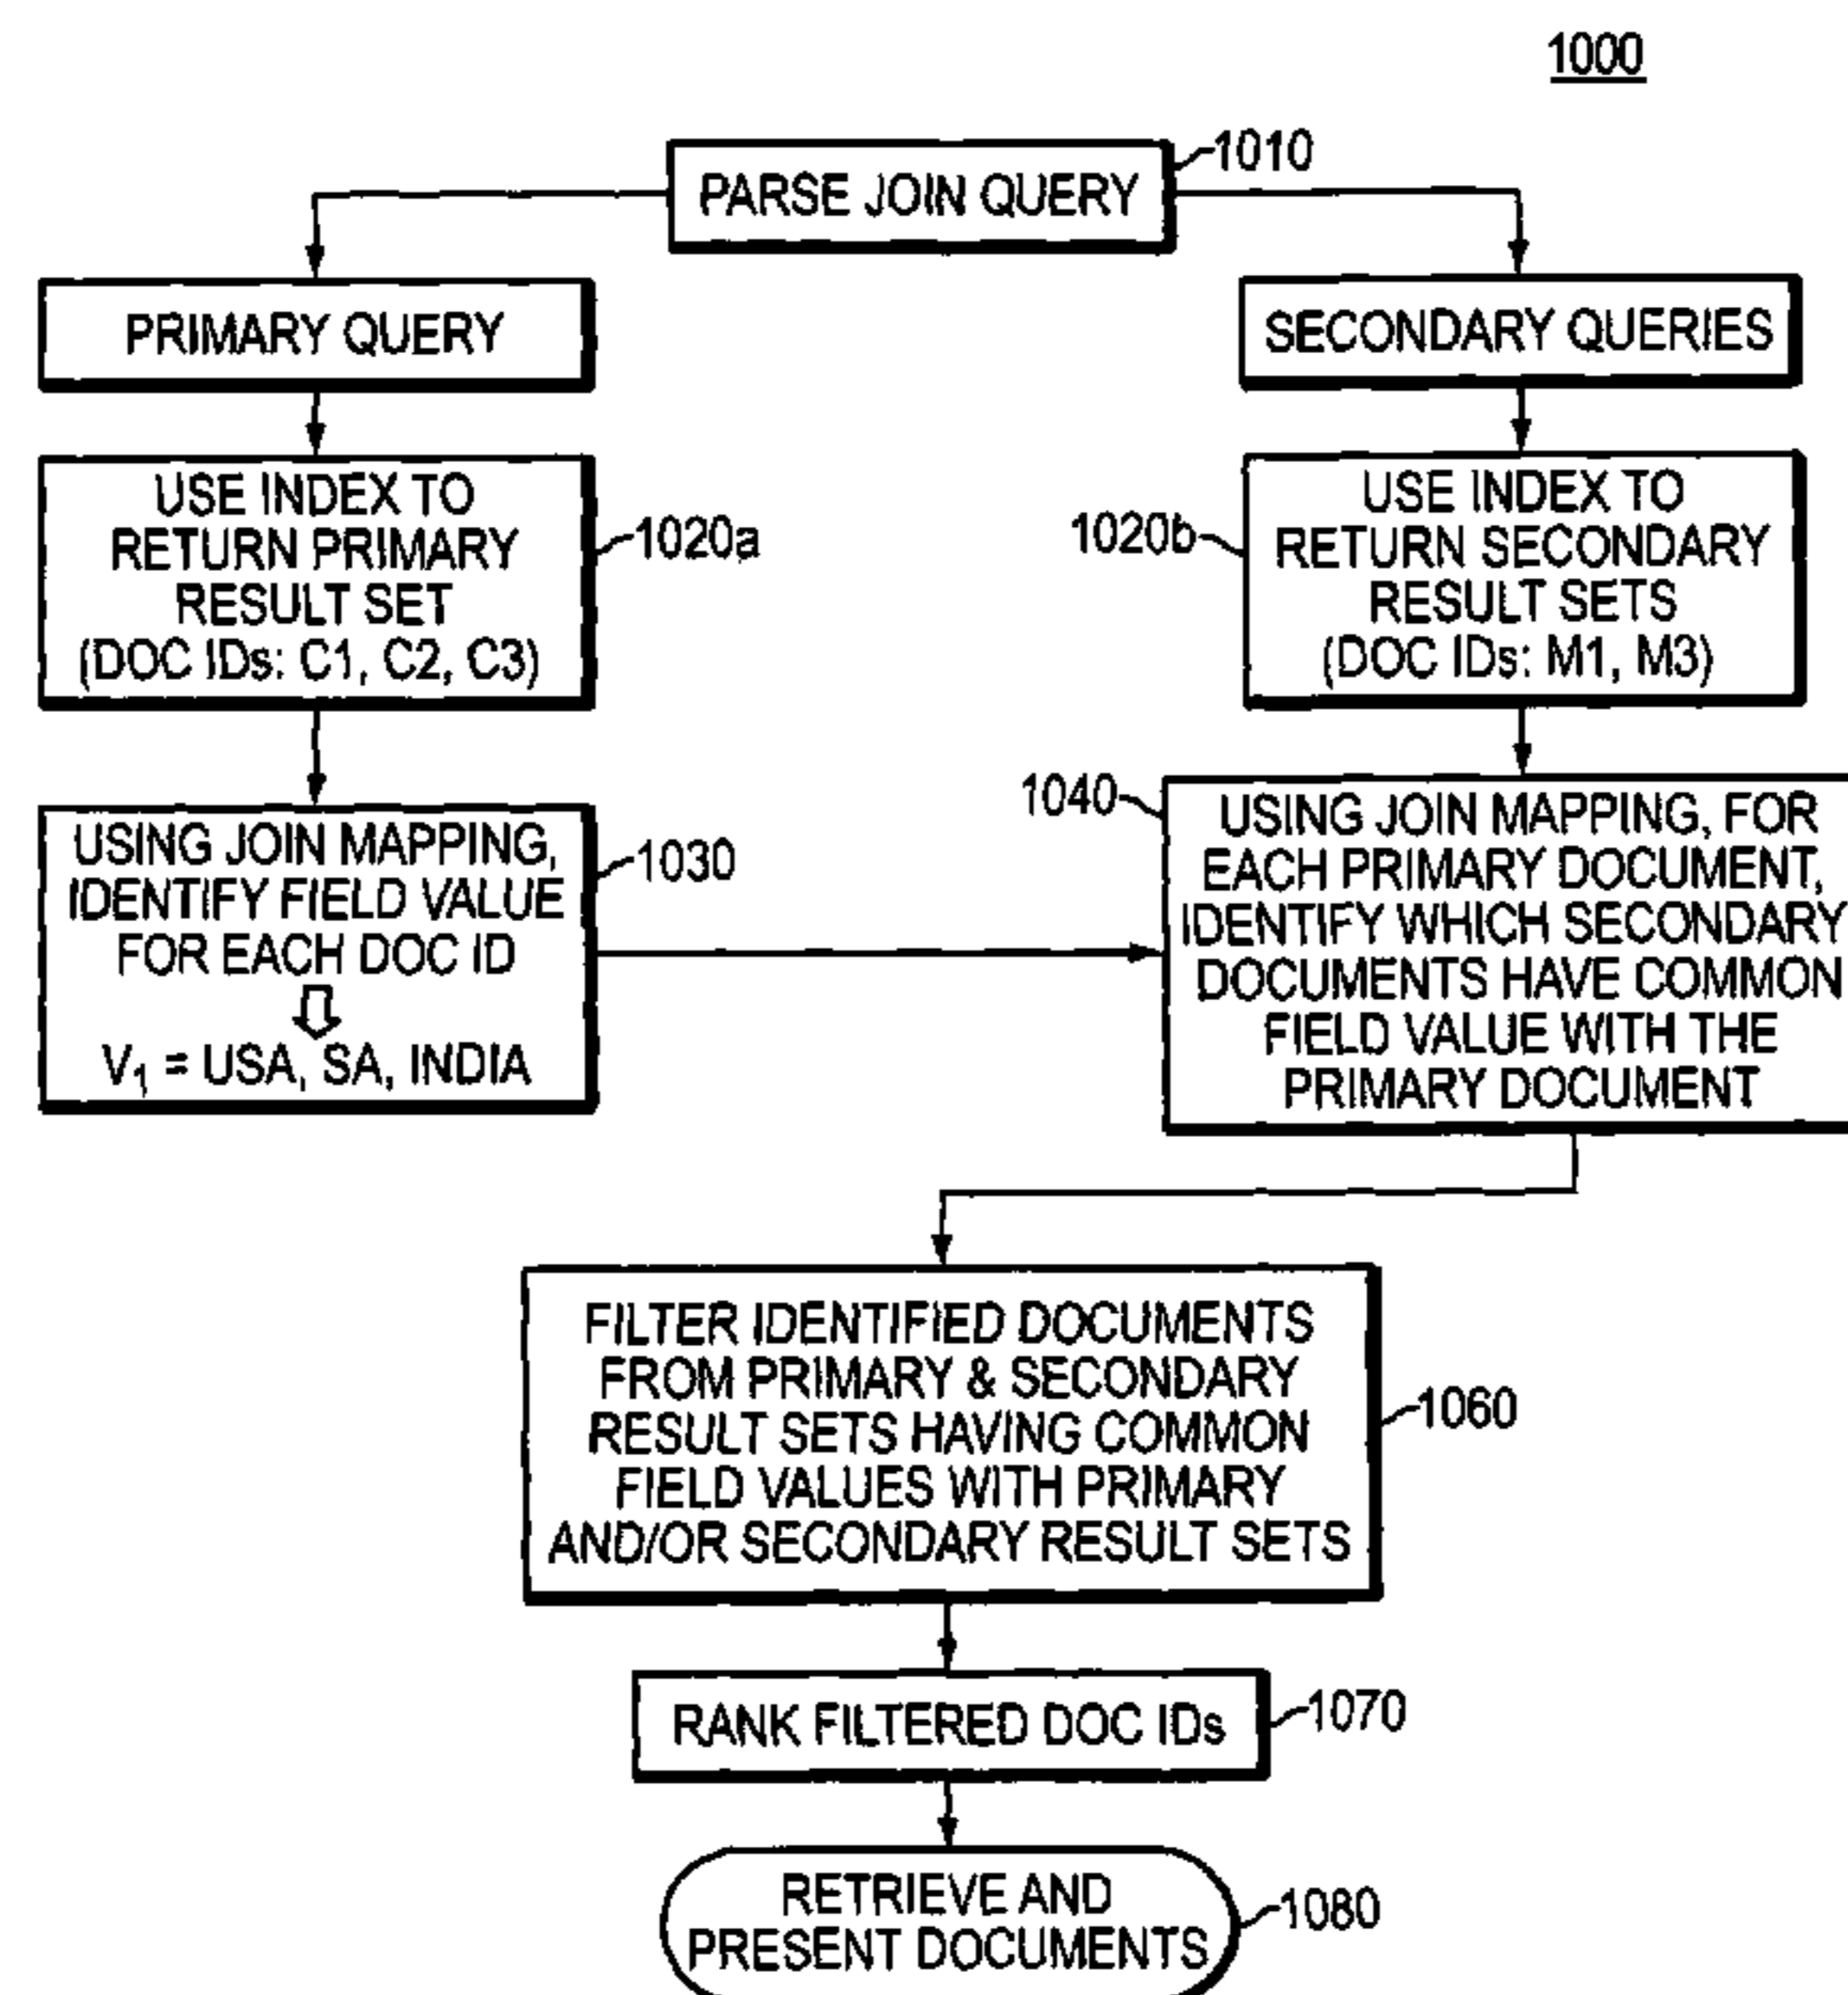 1000
PARSE JOIN QUERY
1010
PRIMARY QUERY
SECONDARY QUERIES
USE INDEX TO
RETURN PRIMARY
RESULT SET
(DOC IDs: C1, C2, C3)
1020a
1020b
USE INDEX TO
RETURN SECONDARY
RESULT SETS
(DOC IDs: M1, M3)
USING JOIN MAPPING,
IDENTIFY FIELD VALUE
FOR EACH DOC ID
V1 = USA, SA, INDIA
1030
1040
USING JOIN MAPPING, FOR
EACH PRIMARY DOCUMENT,
IDENTIFY WHICH SECONDARY
DOCUMENTS HAVE COMMON
FIELD VALUE WITH THE
PRIMARY DOCUMENT
FILTER IDENTIFIED DOCUMENTS
FROM PRIMARY & SECONDARY
RESULT SETS HAVING COMMON
FIELD VALUES WITH PRIMARY
AND/OR SECONDARY RESULT SETS
1060
RANK FILTERED DOC IDs
1070
RETRIEVE AND
PRESENT DOCUMENTS
1080